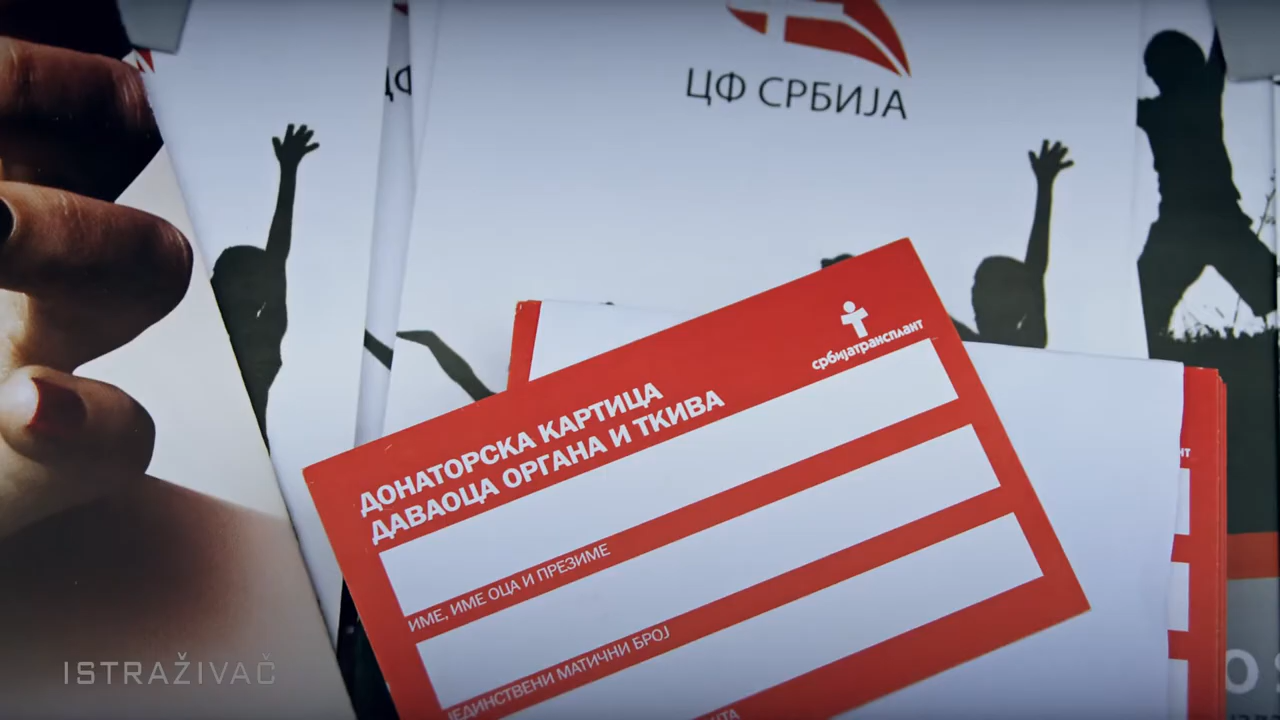 ЦФ СРБИЈА
србијатрансплант
ДОНАТОРСКА КАРТИЦА
ДАВАОЦА ОРГАНА И ТКИВА
ИМЕ, ИМЕ ОЦА И ПРЕЗИМЕ
ЈЕДИНСТВЕНИ МАТИЧНИ БРОЈ
ISTRAŽIVAČ